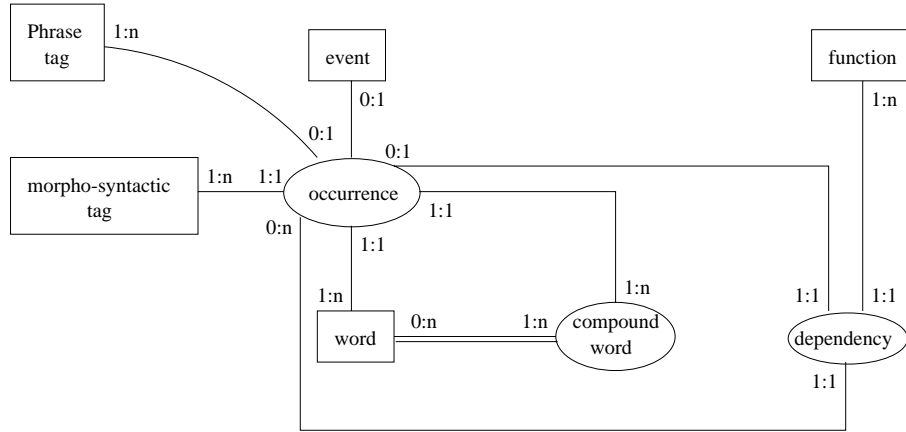 Phrase
tag
1:n
event
function
0:1
1:n
0:1
0:1
morpho-syntactic
tag
1:n
1:1
occurrence
1:1
0:n
1:1
1:n
1:n
1:1
1:1
word
0:n
1:n
compound
word
dependency
1:1